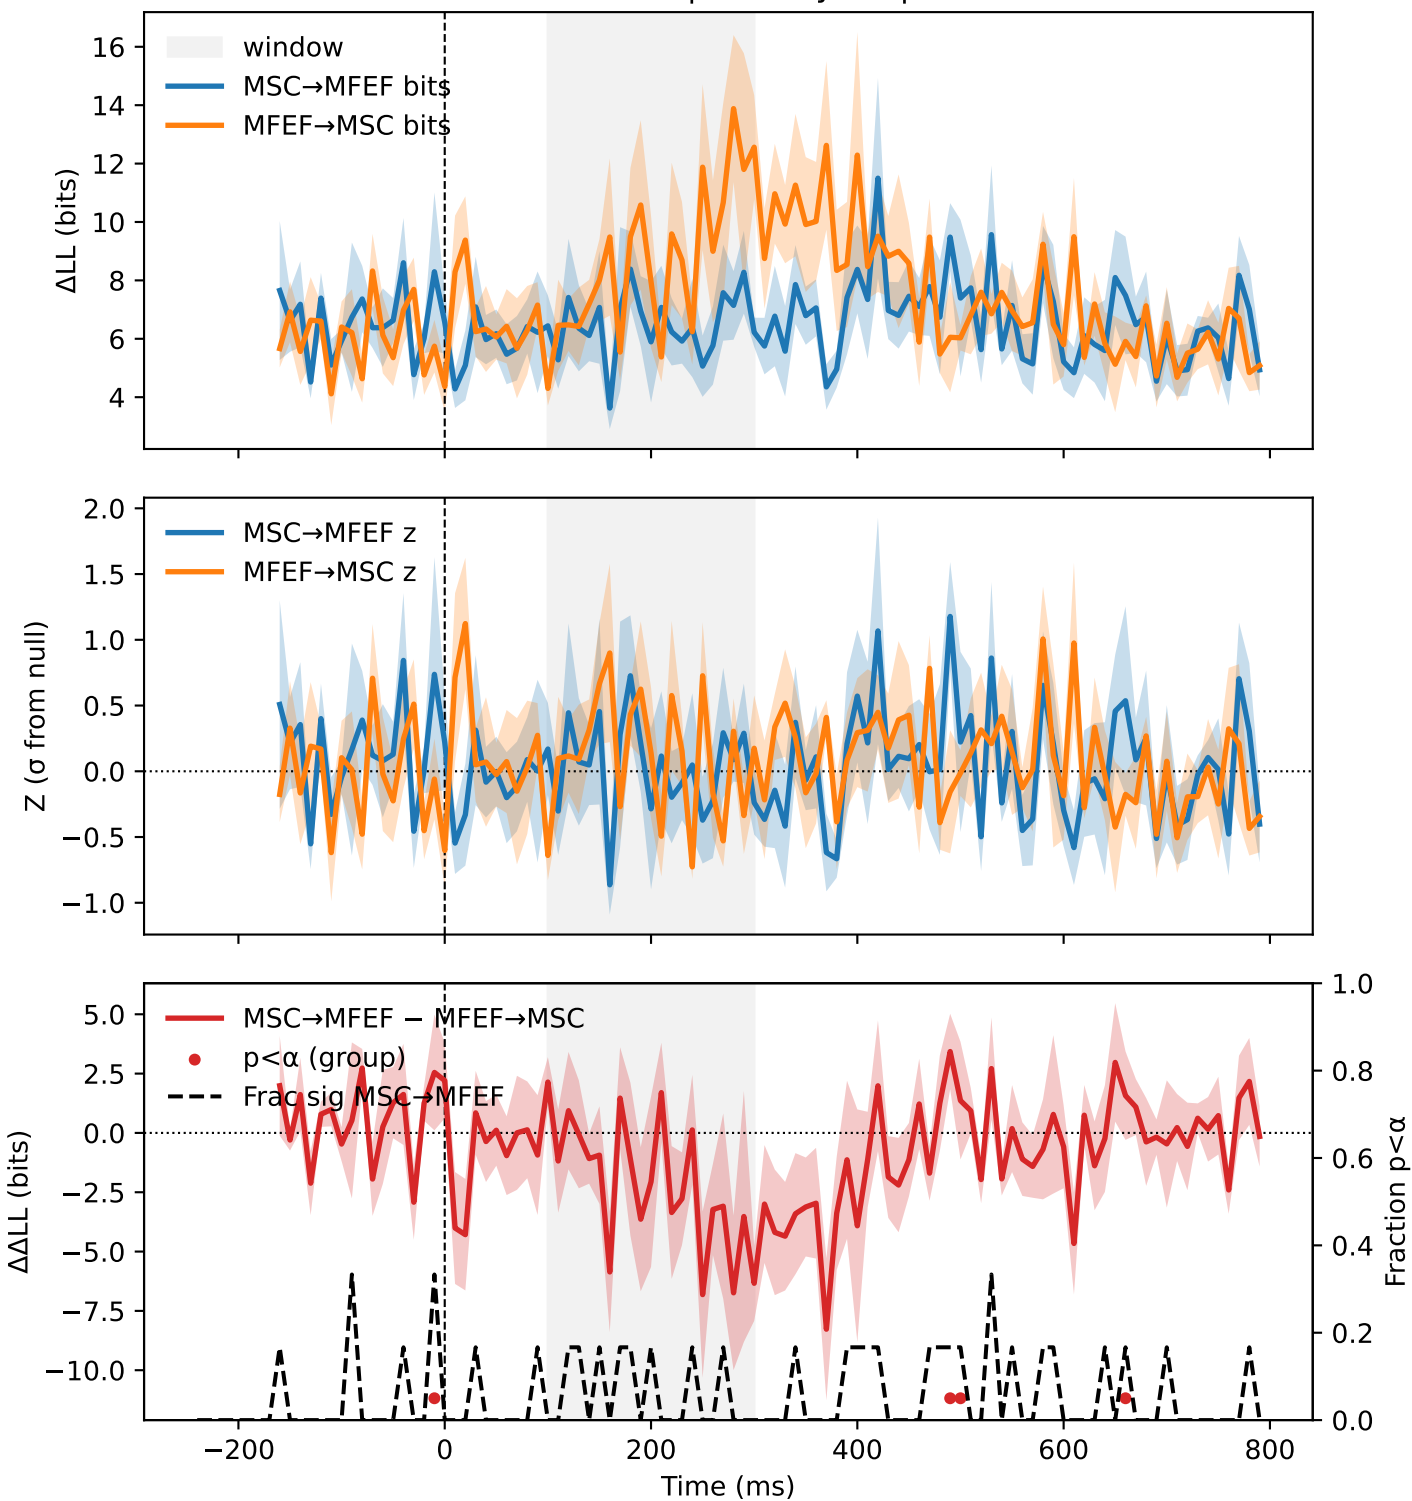 window
MSC→MFEF bits
MFEF→MSC bits
16
14
12
10
8
6
4
ΔLL (bits)
MSC→MFEF z
MFEF→MSC z
2.0
1.5
1.0
0.5
0.0
−0.5
−1.0
Z (σ from null)
MSC→MFEF − MFEF→MSC
p<α (group)
Frac sig MSC→MFEF
5.0
2.5
0.0
−2.5
−5.0
−7.5
−10.0
ΔΔLL (bits)
1.0
0.8
0.6
0.4
0.2
0.0
Fraction p<α
−200
0
200
400
600
800
Time (ms)